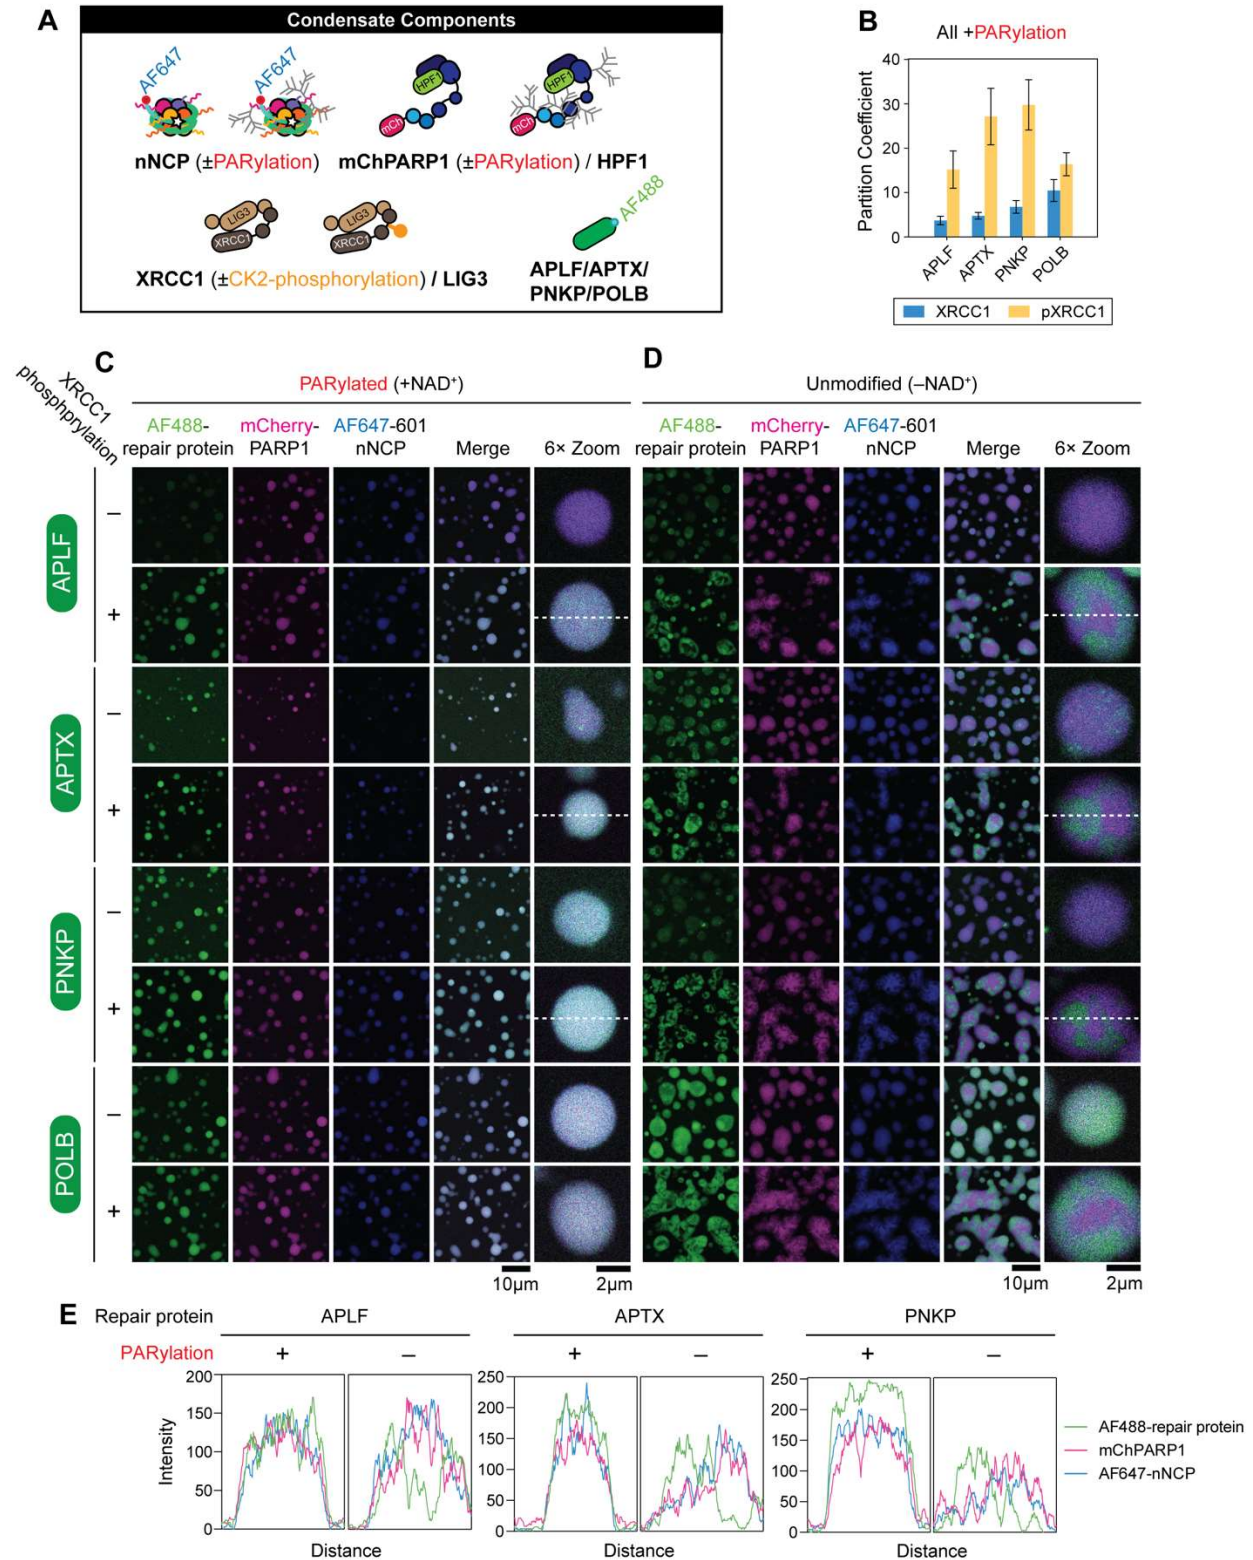 A
Condensate Components
AF647
AF647
HPF1
HPF1
mCh
mCh
nNCP (±PARylation)
mChPARP1 (±PARylation) / HPF1
LIG3
XRCC1
LIG3
XRCC1
AF488
XRCC1 (±CK2-phosphorylation) / LIG3
APLF/APTX/
PNKP/POLB
B
All +PARylation
Partition Coefficient
40
30
20
10
0
APLF
APTX
PNKP
POLB
XRCC1
pXRCC1
C
XRCC1
phosphprylation
PARylated (+NAD⁺)
AF488-
repair protein
mCherry-
PARP1
AF647-601
nNCP
Merge
6× Zoom
D
Unmodified (–NAD⁺)
AF488-
repair protein
mCherry-
PARP1
AF647-601
nNCP
Merge
6× Zoom
APLF
–
+
APTX
–
+
PNKP
–
+
POLB
–
+
10µm
2µm
10µm
2µm
E
Repair protein
APLF
APTX
PNKP
PARylation
+
–
+
–
+
–
Intensity
200
150
100
50
0
250
200
150
100
50
0
250
200
150
100
50
0
Distance
Distance
Distance
AF488-repair protein
mChPARP1
AF647-nNCP